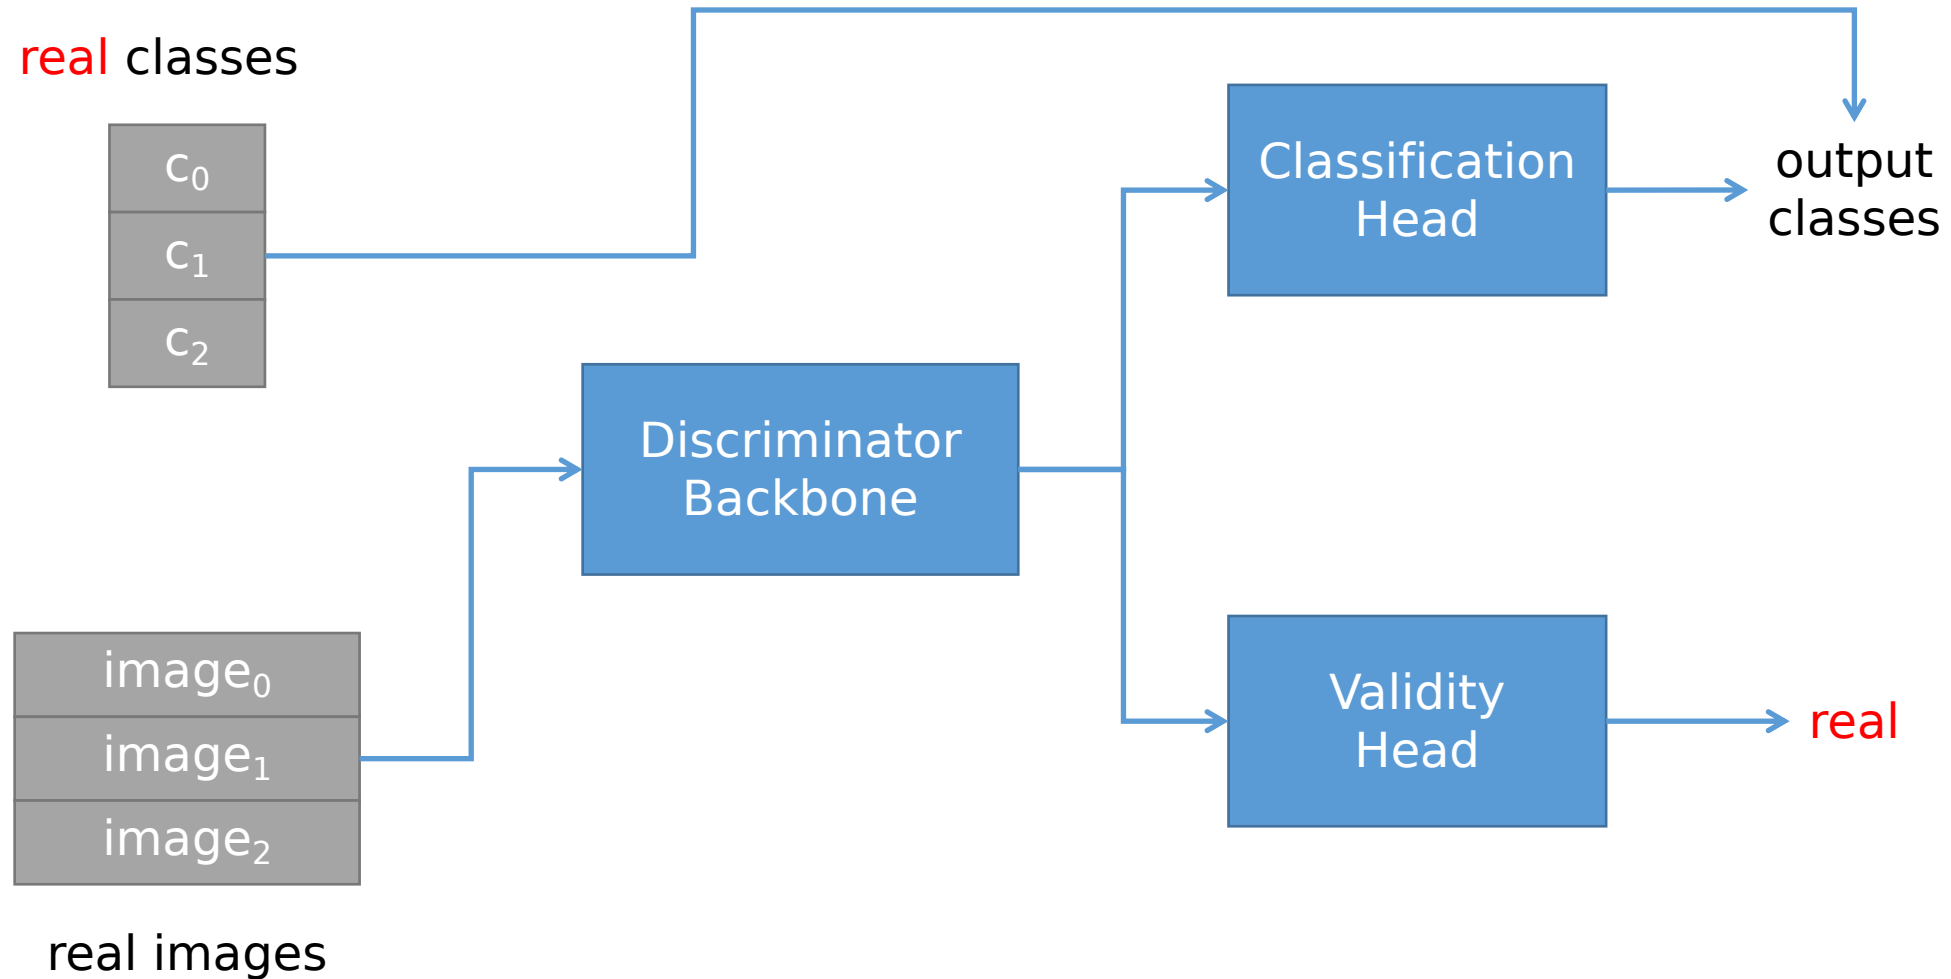 real classes
c₀
c₁
c₂
Classification
Head
output
classes
Discriminator
Backbone
image₀
image₁
image₂
real images
Validity
Head
real